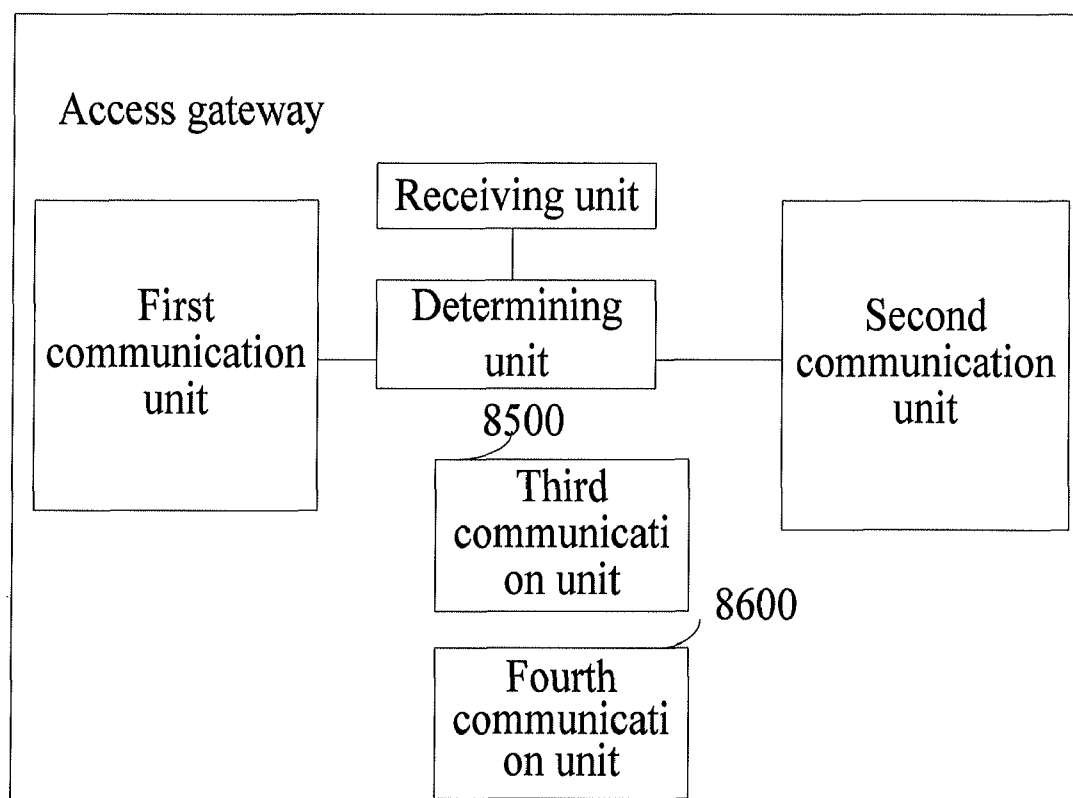 Access gateway
Receiving unit
First
communication
unit
Determining
unit
Second
communication
unit
8500
Third
communicati
on unit
8600
Fourth
communicati
on unit